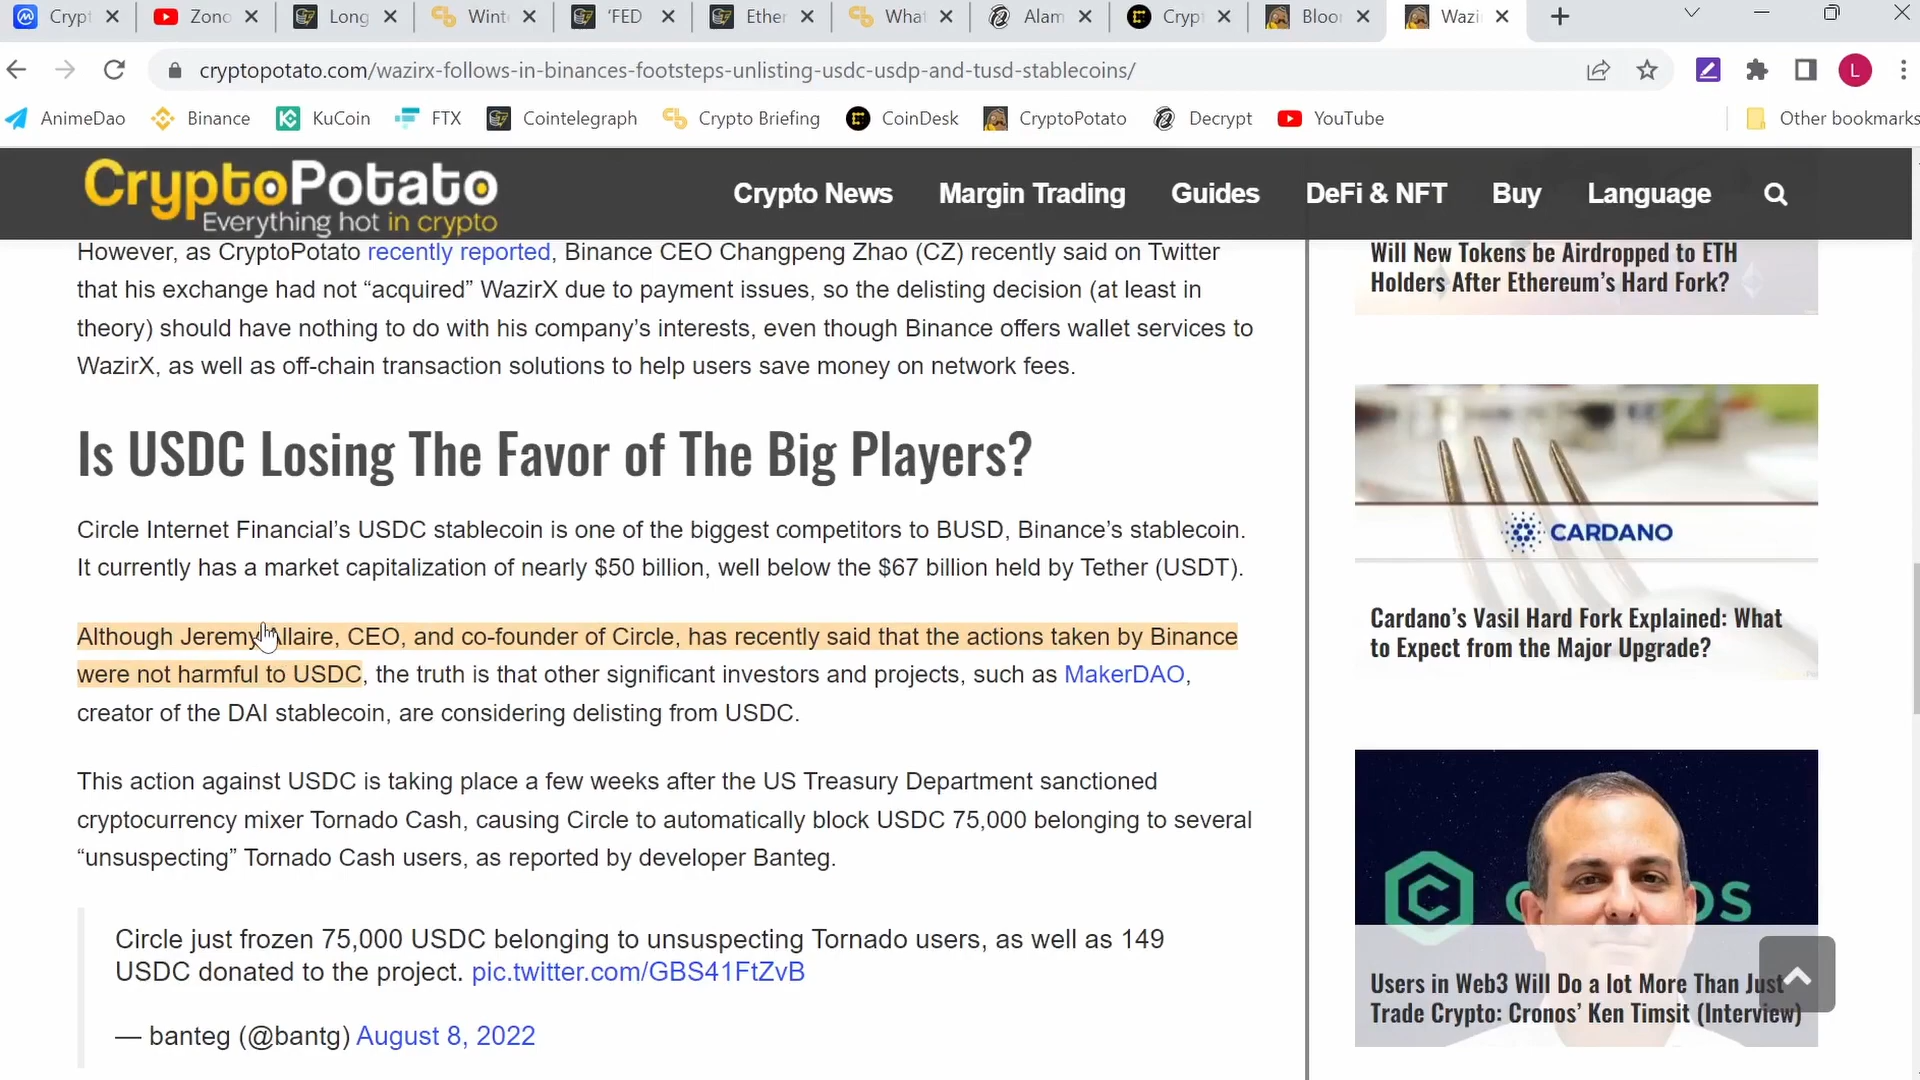 Crypt
Zono
Long
Wint
'FED
Ether
What
Alam
Crypt
Bloo
Wazi
cryptopotato.com/wazirx-follows-in-binances-footsteps-unlisting-usdc-usdp-and-tusd-stablecoins/
L
AnimeDao
Binance
KuCoin
FTX
Cointelegraph
Crypto Briefing
CoinDesk
CryptoPotato
Decrypt
YouTube
Other bookmarks
CryptoPotato
Everything hot in crypto
Crypto News
Margin Trading
Guides
DeFi & NFT
Buy
Language
However, as CryptoPotato recently reported, Binance CEO Changpeng Zhao (CZ) recently said on Twitter
that his exchange had not “acquired” WazirX due to payment issues, so the delisting decision (at least in
theory) should have nothing to do with his company’s interests, even though Binance offers wallet services to
WazirX, as well as off-chain transaction solutions to help users save money on network fees.
Is USDC Losing The Favor of The Big Players?
Circle Internet Financial’s USDC stablecoin is one of the biggest competitors to BUSD, Binance’s stablecoin.
It currently has a market capitalization of nearly $50 billion, well below the $67 billion held by Tether (USDT).
Although Jeremy Allaire, CEO, and co-founder of Circle, has recently said that the actions taken by Binance
were not harmful to USDC, the truth is that other significant investors and projects, such as MakerDAO,
creator of the DAI stablecoin, are considering delisting from USDC.
This action against USDC is taking place a few weeks after the US Treasury Department sanctioned
cryptocurrency mixer Tornado Cash, causing Circle to automatically block USDC 75,000 belonging to several
“unsuspecting” Tornado Cash users, as reported by developer Banteg.
Circle just frozen 75,000 USDC belonging to unsuspecting Tornado users, as well as 149
USDC donated to the project. pic.twitter.com/GBS41FtZvB
— banteg (@bantg) August 8, 2022
Will New Tokens be Airdropped to ETH
Holders After Ethereum’s Hard Fork?
CARDANO
Cardano’s Vasil Hard Fork Explained: What
to Expect from the Major Upgrade?
Users in Web3 Will Do a lot More Than Just
Trade Crypto: Cronos’ Ken Timsit (Interview)